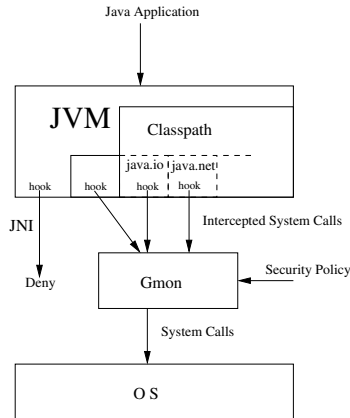 Java Application
JVM
Classpath
java.io java.net
hook hook hook hook
JNI
Intercepted System Calls
Deny
Gmon
Security Policy
System Calls
O S